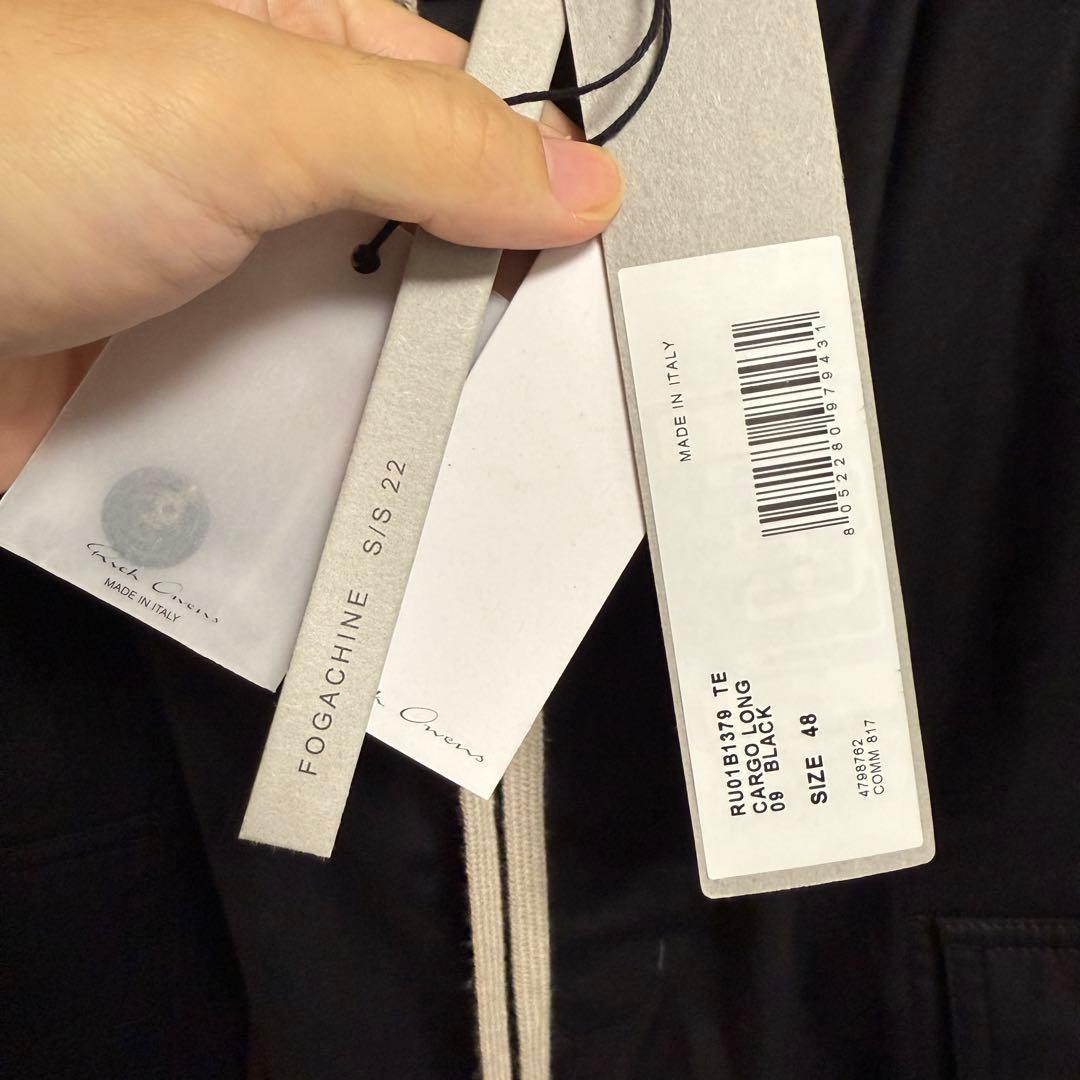 Rick Owens
MADE IN ITALY
FOGACHINE S/S 22
Owens
MADE IN ITALY
8052280979431
RU01B1379 TE
CARGO LONG
09 BLACK
SIZE 48
4798762
COMM 817